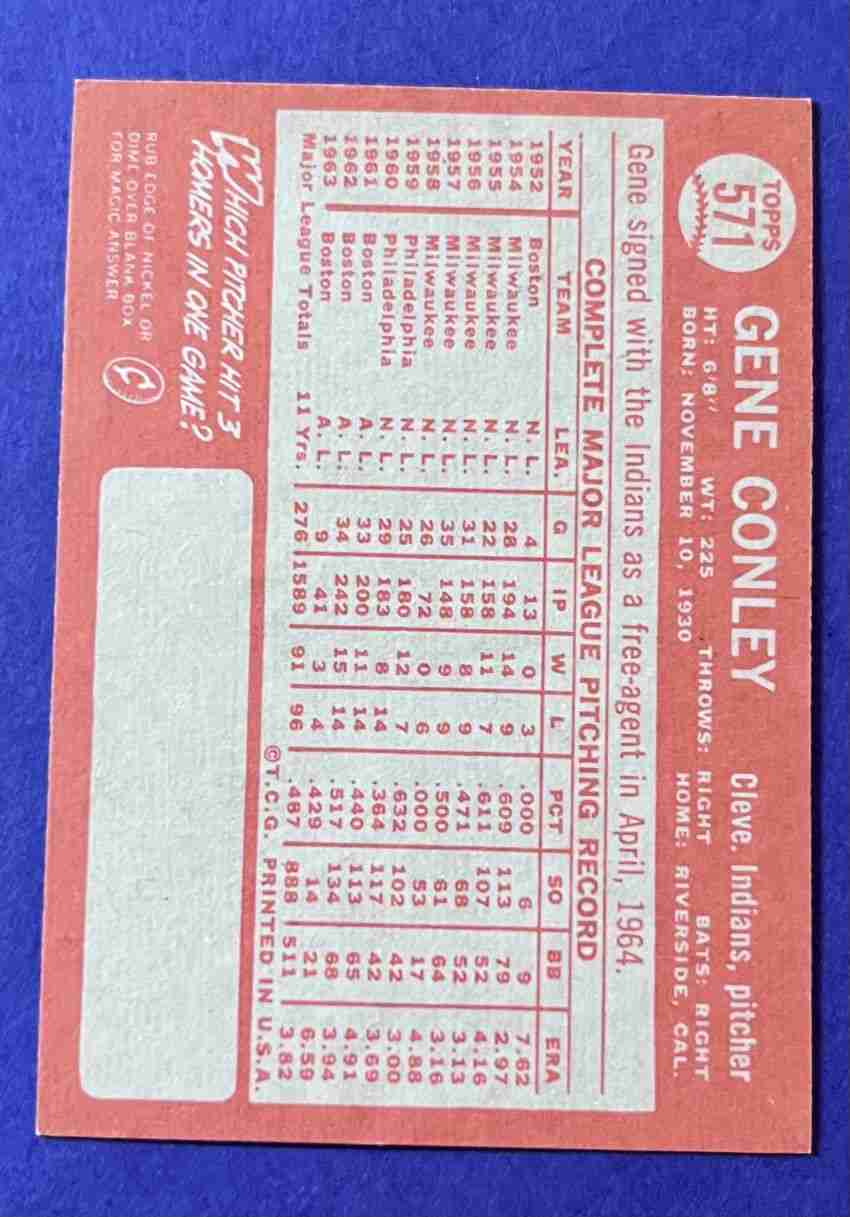 TOPPS
571
GENE CONLEY Cleve. Indians, pitcher
HT: 6'8" WT: 225 THROWS: RIGHT BATS: RIGHT
BORN: NOVEMBER 10, 1930 HOME: RIVERSIDE, CAL.
Gene signed with the Indians as a free-agent in April, 1964.
COMPLETE MAJOR LEAGUE PITCHING RECORD
YEAR TEAM LEA. G IP W L PCT SO BB ERA
1952 Boston N. L. 4 13 0 3 .000 6 9 7.62
1954 Milwaukee N. L. 28 194 14 9 .609 113 79 2.97
1955 Milwaukee N. L. 22 158 11 7 .611 107 52 4.16
1956 Milwaukee N. L. 31 158 8 9 .471 68 52 3.13
1957 Milwaukee N. L. 35 148 9 9 .500 61 64 3.16
1958 Milwaukee N. L. 26 72 0 6 .000 53 17 4.88
1959 Philadelphia N. L. 25 180 12 7 .632 102 42 3.00
1960 Philadelphia N. L. 29 183 8 14 .364 117 42 3.69
1961 Boston A. L. 33 200 11 14 .440 113 65 4.91
1962 Boston A. L. 34 242 15 14 .517 134 68 3.94
1963 Boston A. L. 9 41 3 4 .429 14 21 6.59
Major League Totals 11 Yrs. 276 1589 91 96 .487 888 511 3.82
©T.C.G. PRINTED IN U.S.A.
WHICH PITCHER HIT 3
HOMERS IN ONE GAME?
RUB EDGE OF NICKEL OR
DIME OVER BLANK BOX
FOR MAGIC ANSWER